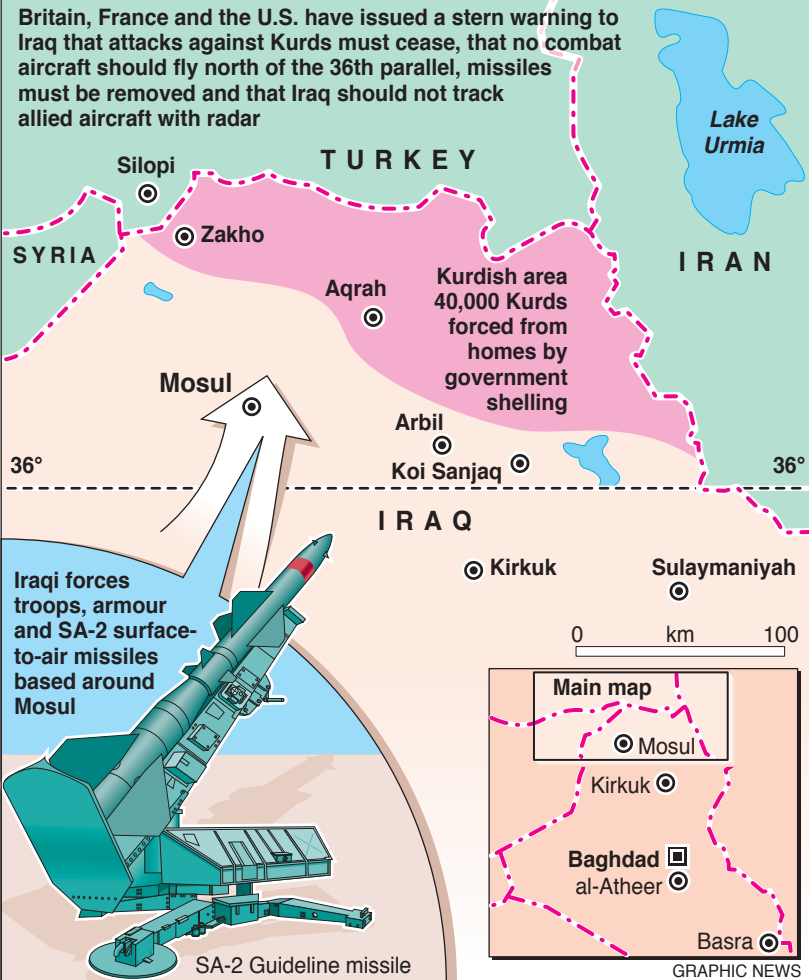 Britain, France and the U.S. have issued a stern warning to
Iraq that attacks against Kurds must cease, that no combat
aircraft should fly north of the 36th parallel, missiles
must be removed and that Iraq should not track
allied aircraft with radar
Lake
Urmia
TURKEY
Silopi
Zakho
SYRIA
IRAN
Aqrah
Kurdish area
40,000 Kurds
forced from
homes by
government
shelling
Mosul
Arbil
Koi Sanjaq
36°
36°
IRAQ
Kirkuk
Sulaymaniyah
Iraqi forces
troops, armour
and SA-2 surface-
to-air missiles
based around
Mosul
0 km 100
Main map
Mosul
Kirkuk
Baghdad
al-Atheer
Basra
SA-2 Guideline missile
GRAPHIC NEWS